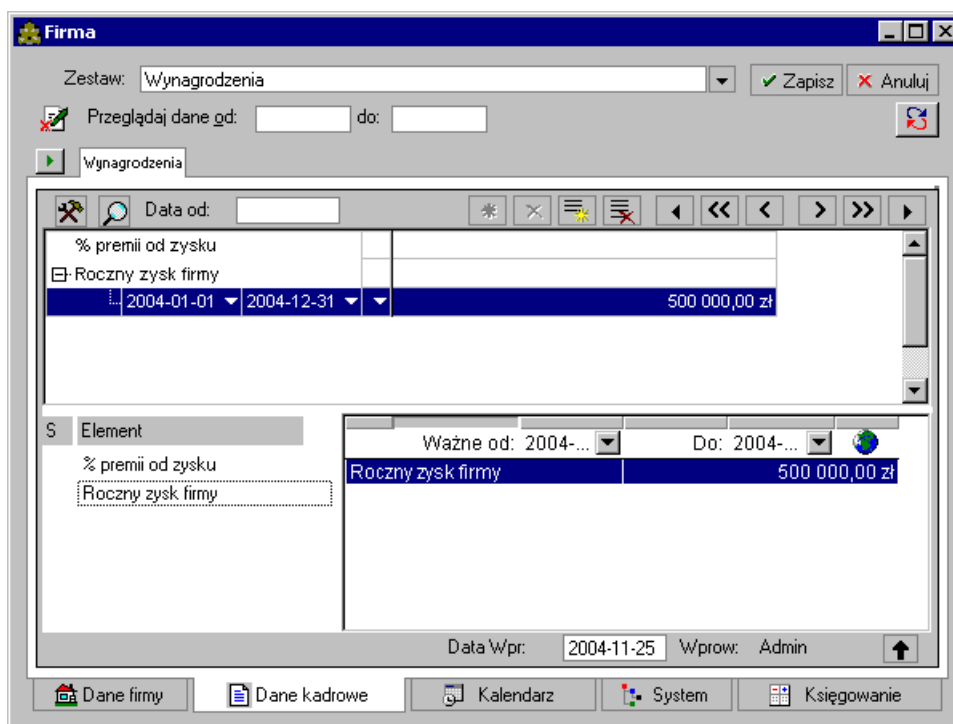 Firma
Zestaw: Wynagrodzenia Zapisz Anuluj
Przeglądaj dane od: do:
Wynagrodzenia
Data od:
% premii od zysku
Roczny zysk firmy
2004-01-01 2004-12-31 500 000,00 zł
S Element
Ważne od: 2004-... Do: 2004-...
% premii od zysku
Roczny zysk firmy 500 000,00 zł
Roczny zysk firmy
Data Wpr: 2004-11-25 Wprow: Admin
Dane firmy Dane kadrowe Kalendarz System Księgowanie